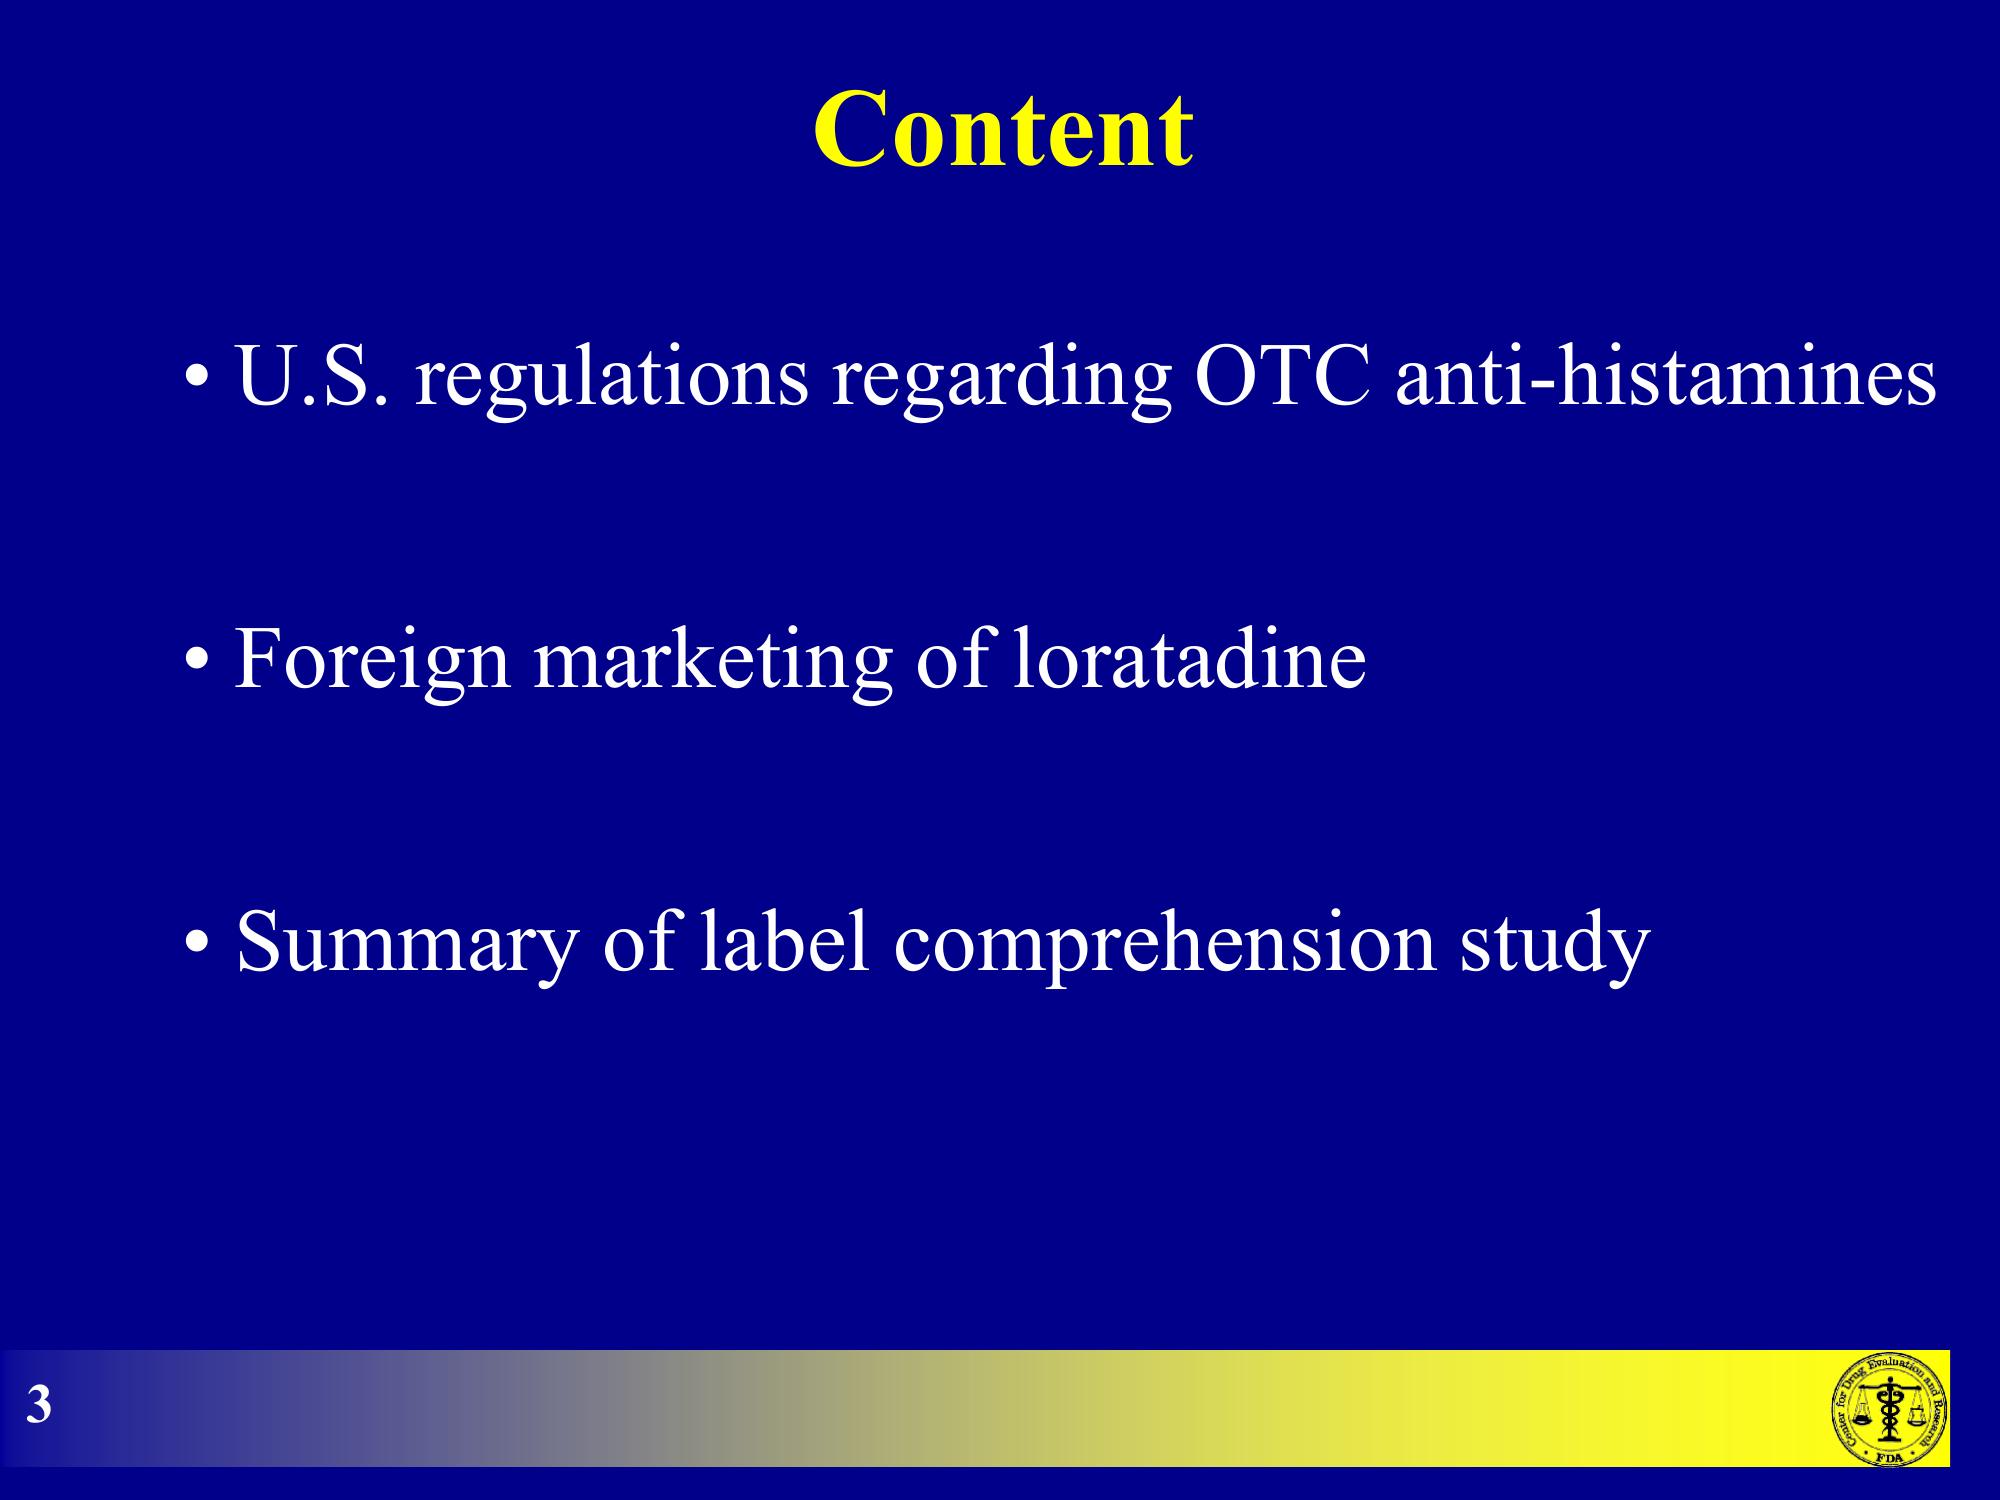 Content
• U.S. regulations regarding OTC anti-histamines
• Foreign marketing of loratadine
• Summary of label comprehension study
3
Center for Drug Evaluation and Research
• FDA •